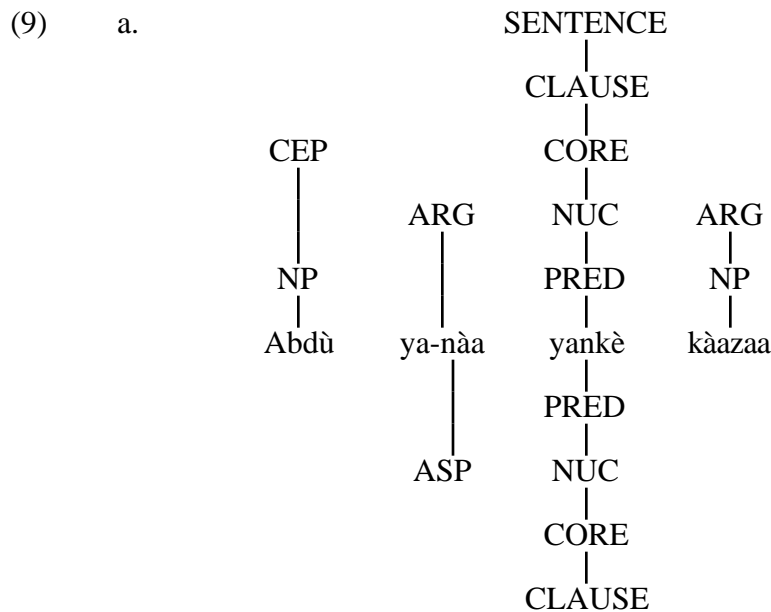 (9) a. SENTENCE
CLAUSE
CEP CORE
ARG NUC ARG
NP PRED NP
Abdù ya-nàa yankè kàazaa
PRED
ASP NUC
CORE
CLAUSE